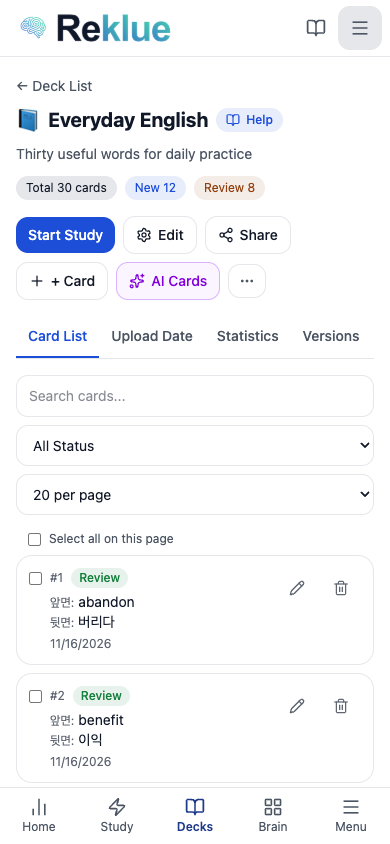 Reklue
← Deck List
Everyday English
Help
Thirty useful words for daily practice
Total 30 cards
New 12
Review 8
Start Study
Edit
Share
+ Card
AI Cards
Card List
Upload Date
Statistics
Versions
Search cards...
All Status
20 per page
Select all on this page
#1 Review
앞면: abandon
뒷면: 버리다
11/16/2026
#2 Review
앞면: benefit
뒷면: 이익
11/16/2026
Home
Study
Decks
Brain
Menu